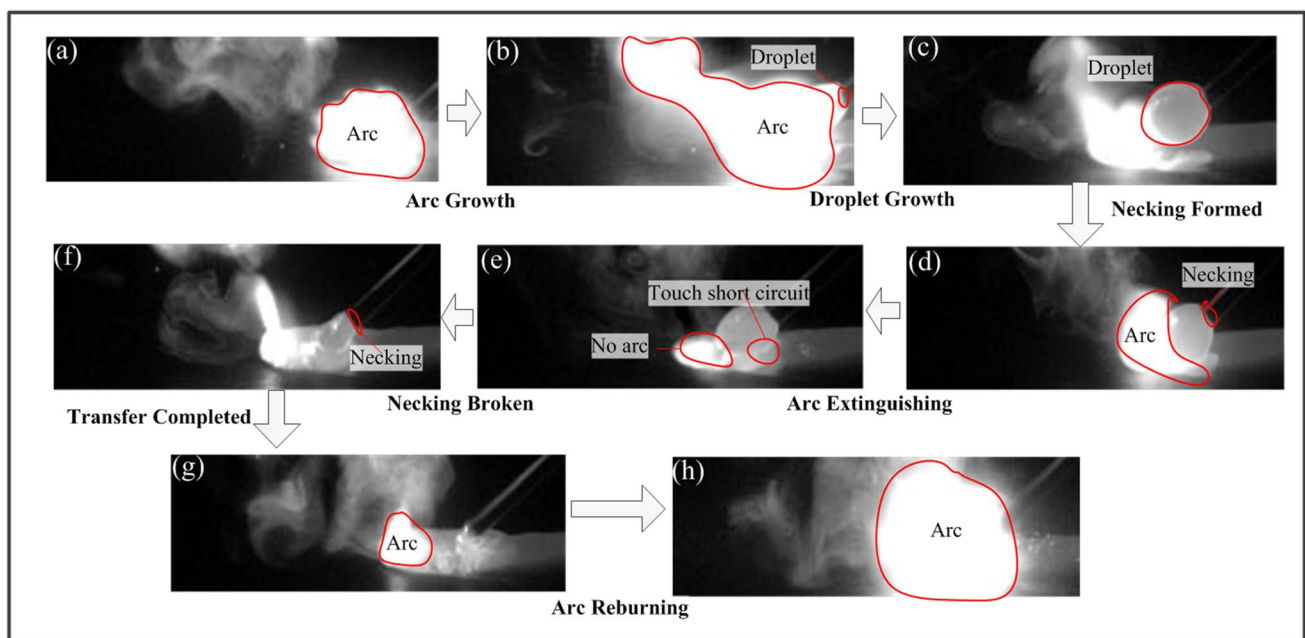 (a)
Arc
(b)
Droplet
Arc
(c)
Droplet
Arc Growth
Droplet Growth
Necking Formed
(f)
Necking
(e)
Touch short circuit
No arc
(d)
Necking
Arc
Transfer Completed
Necking Broken
Arc Extinguishing
(g)
Arc
(h)
Arc
Arc Reburning